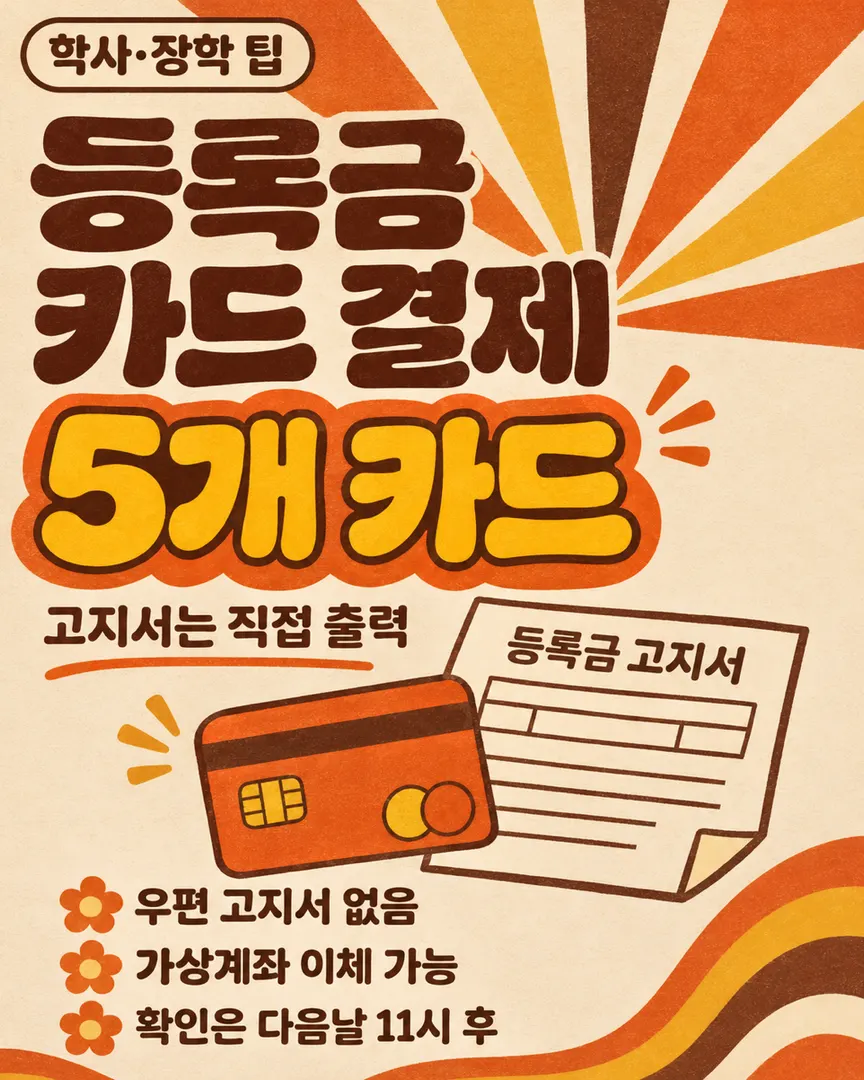 학사·장학 팁
등록금
카드 결제
5개 카드
고지서는 직접 출력
등록금 고지서
우편 고지서 없음
가상계좌 이체 가능
확인은 다음날 11시 후